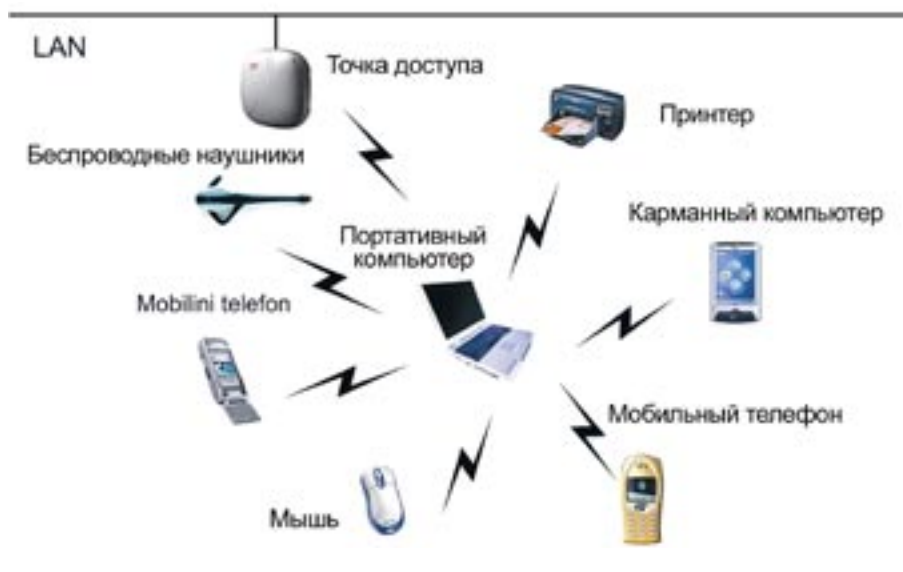 LAN
Точка доступа
Принтер
Беспроводные наушники
Карманный компьютер
Портативный
компьютер
Mobilini telefon
Мобильный телефон
Мышь